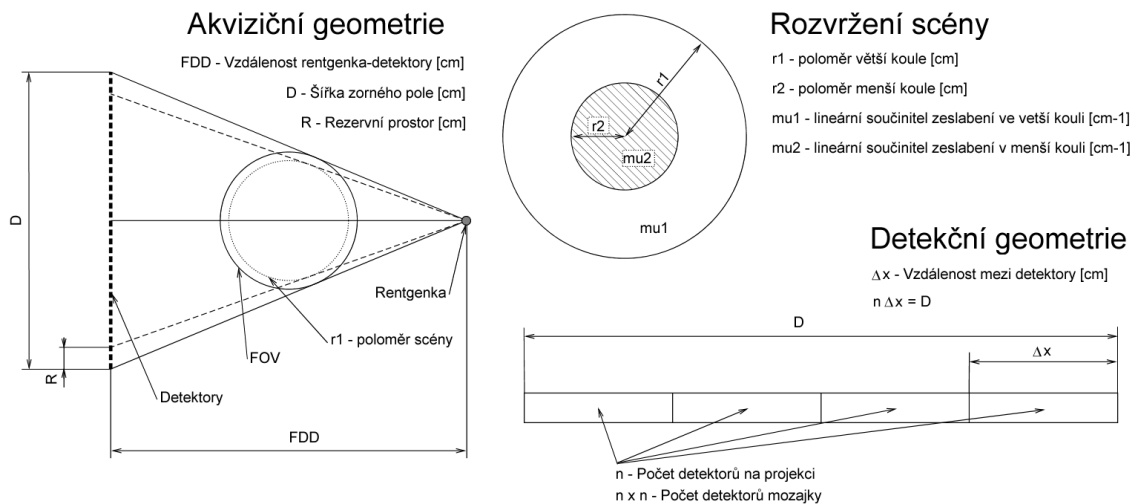 Akviziční geometrie
FDD - Vzdálenost rentgenka-detektory [cm]
D - Šířka zorného pole [cm]
R - Rezervní prostor [cm]
D
R
Rentgenka
r1 - poloměr scény
FOV
Detektory
FDD
Rozvržení scény
r1 - poloměr větší koule [cm]
r2 - poloměr menší koule [cm]
mu1 - lineární součinitel zeslabení ve vetší kouli [cm-1]
mu2 - lineární součinitel zeslabení v menší kouli [cm-1]
r1
r2
mu2
mu1
Detekční geometrie
Δx - Vzdálenost mezi detektory [cm]
n Δx = D
D
Δx
n - Počet detektorů na projekci
n x n - Počet detektorů mozajky